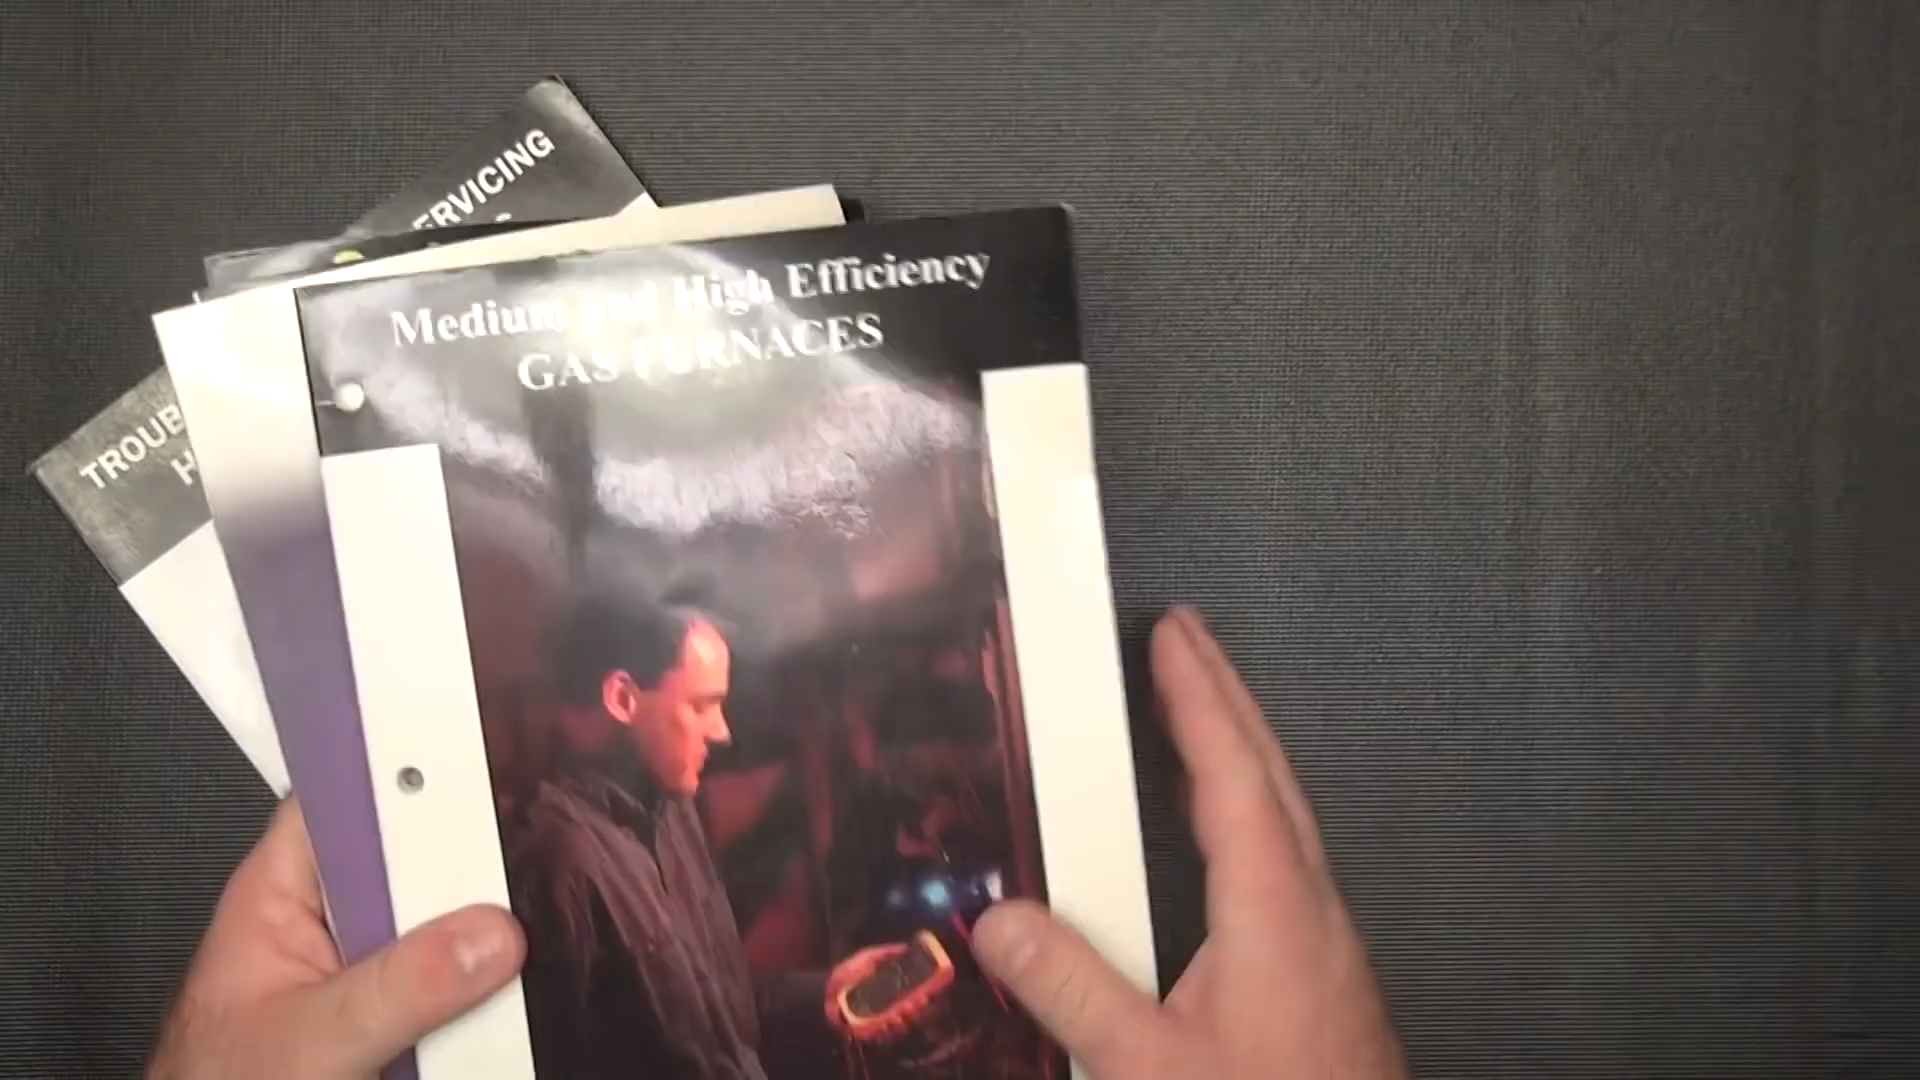 ERVICING
Medium and High Efficiency
GAS FURNACES
TROUB
H